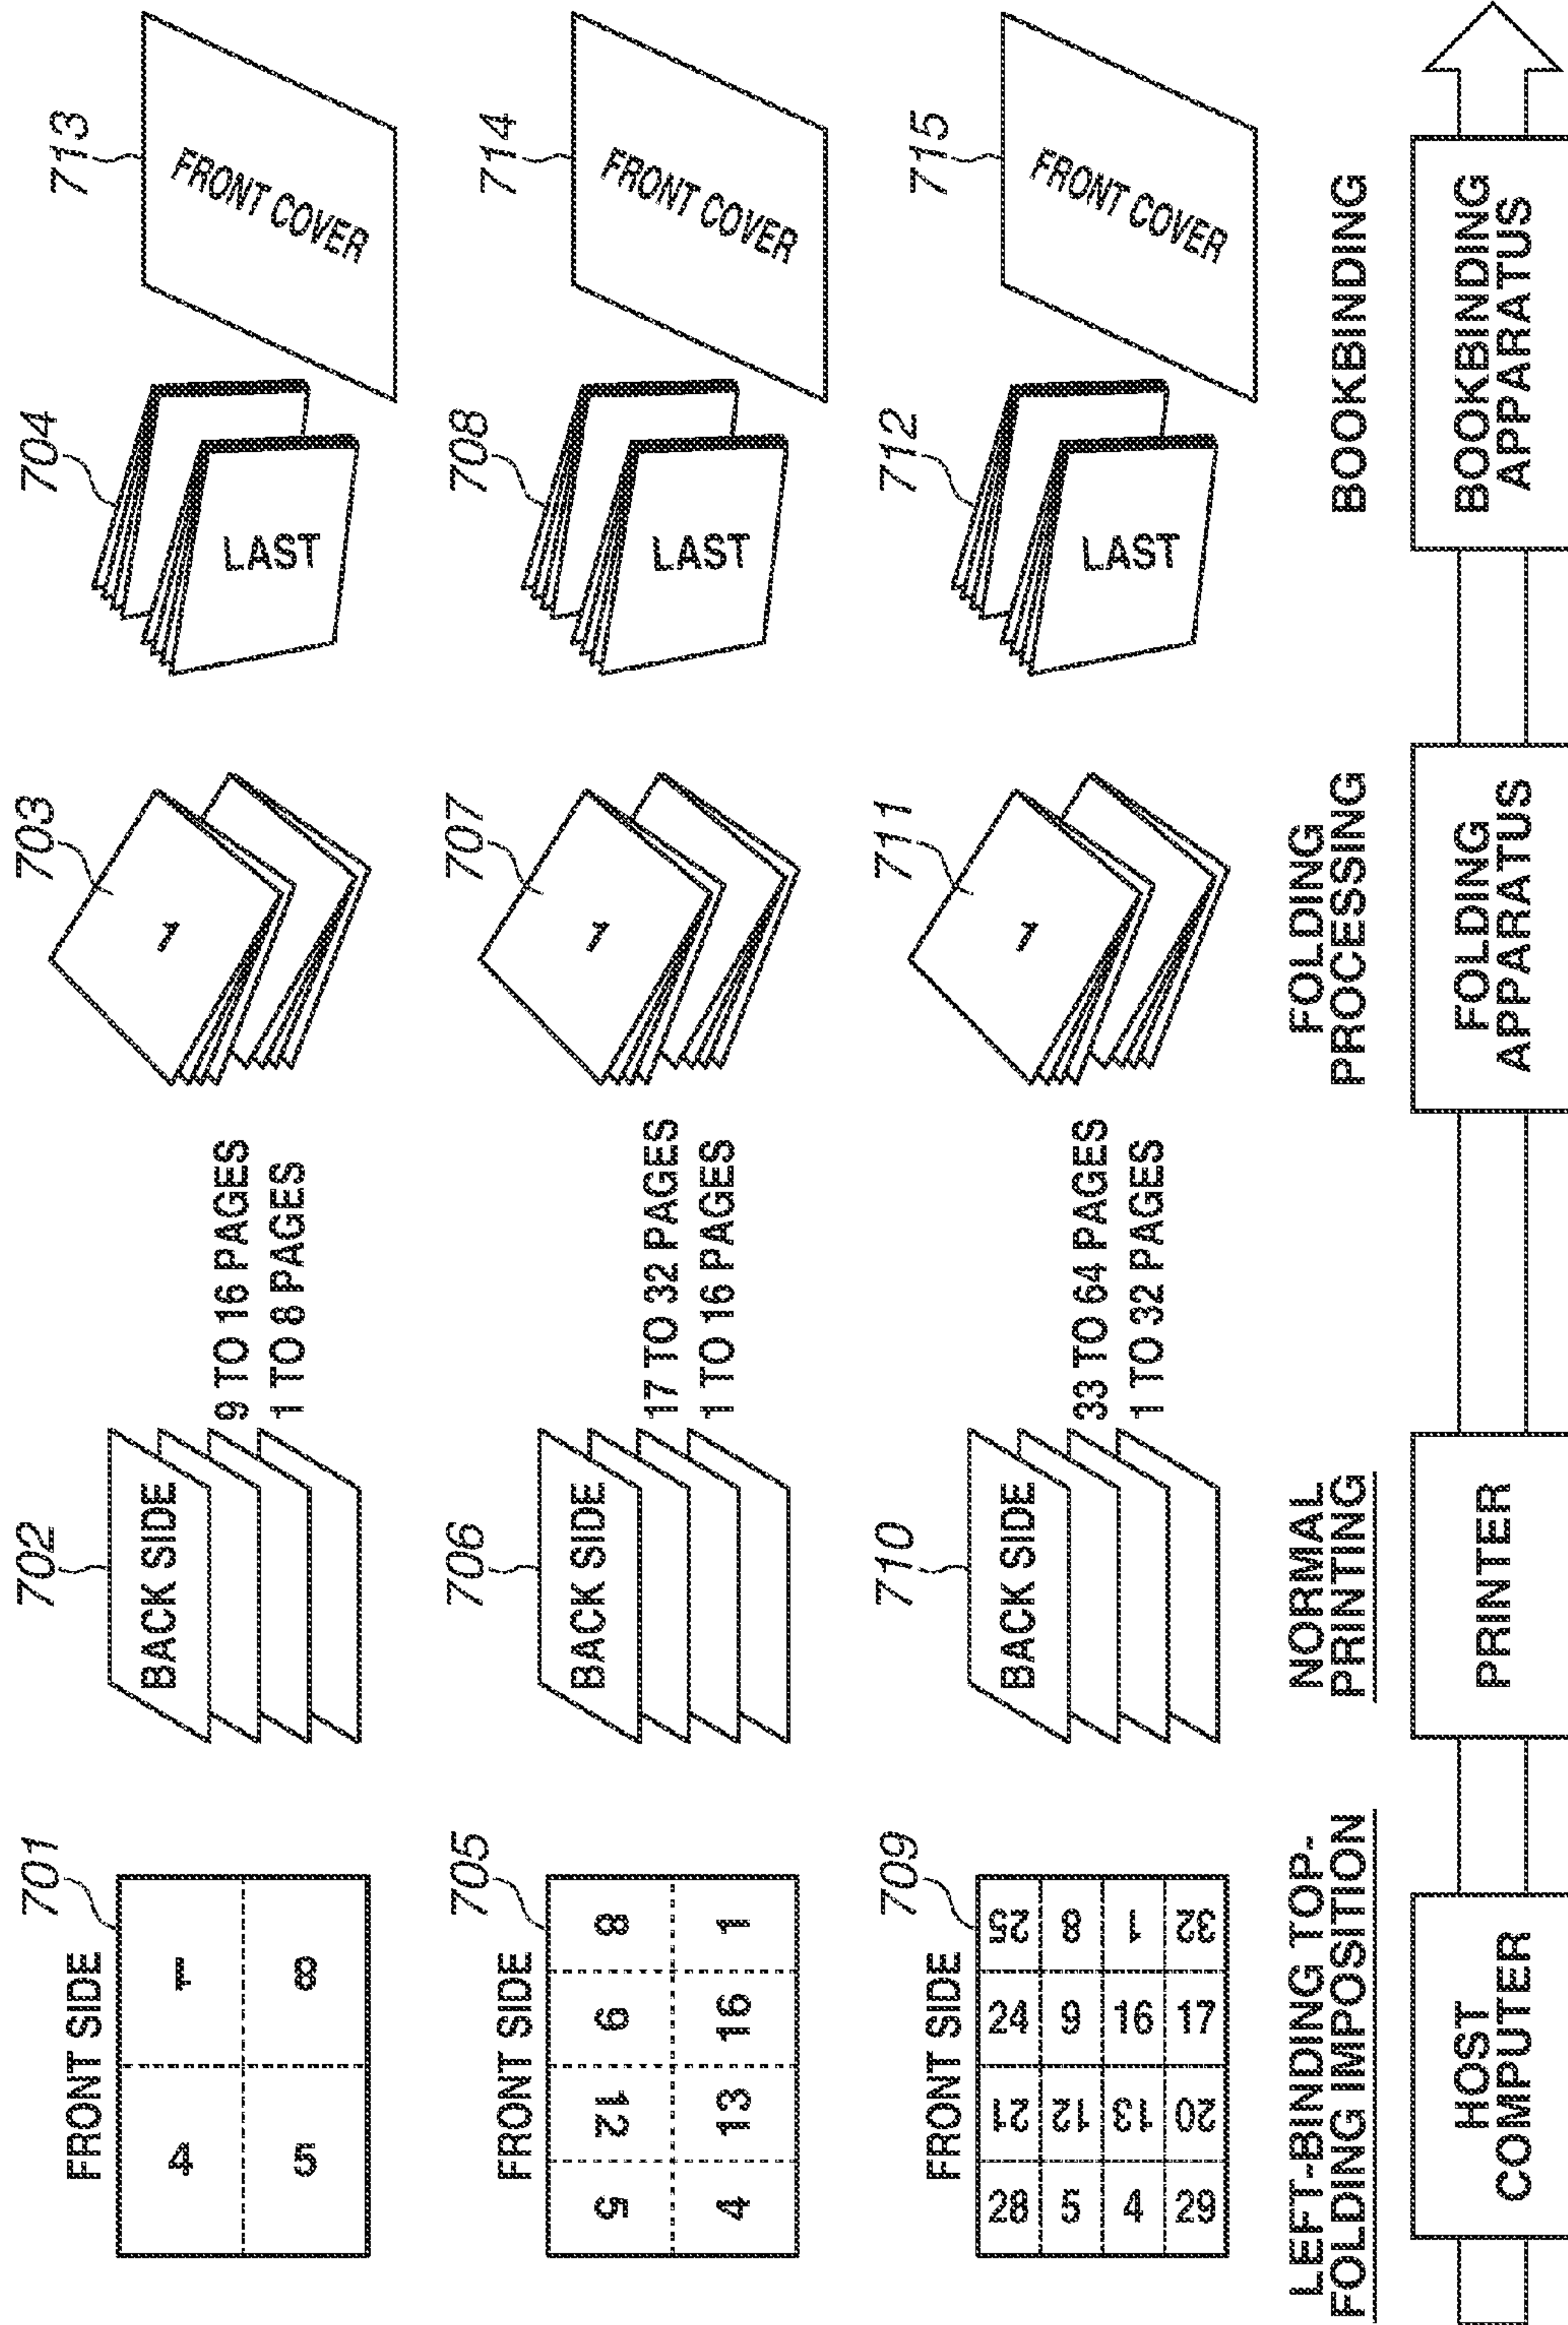 FRONT SIDE
701
4 1
5 8
702
BACK SIDE
9 TO 16 PAGES
1 TO 8 PAGES
703
1
704
LAST
713
FRONT COVER
FRONT SIDE
705
5 12 9 8
4 13 16 1
706
BACK SIDE
17 TO 32 PAGES
1 TO 16 PAGES
707
1
708
LAST
714
FRONT COVER
FRONT SIDE
709
28 21 24 25
5 12 9 8
4 13 16 1
29 20 17 32
710
BACK SIDE
33 TO 64 PAGES
1 TO 32 PAGES
711
1
712
LAST
715
FRONT COVER
LEFT-BINDING TOP-
FOLDING IMPOSITION
NORMAL
PRINTING
FOLDING
PROCESSING
BOOKBINDING
HOST
COMPUTER
PRINTER
FOLDING
APPARATUS
BOOKBINDING
APPARATUS